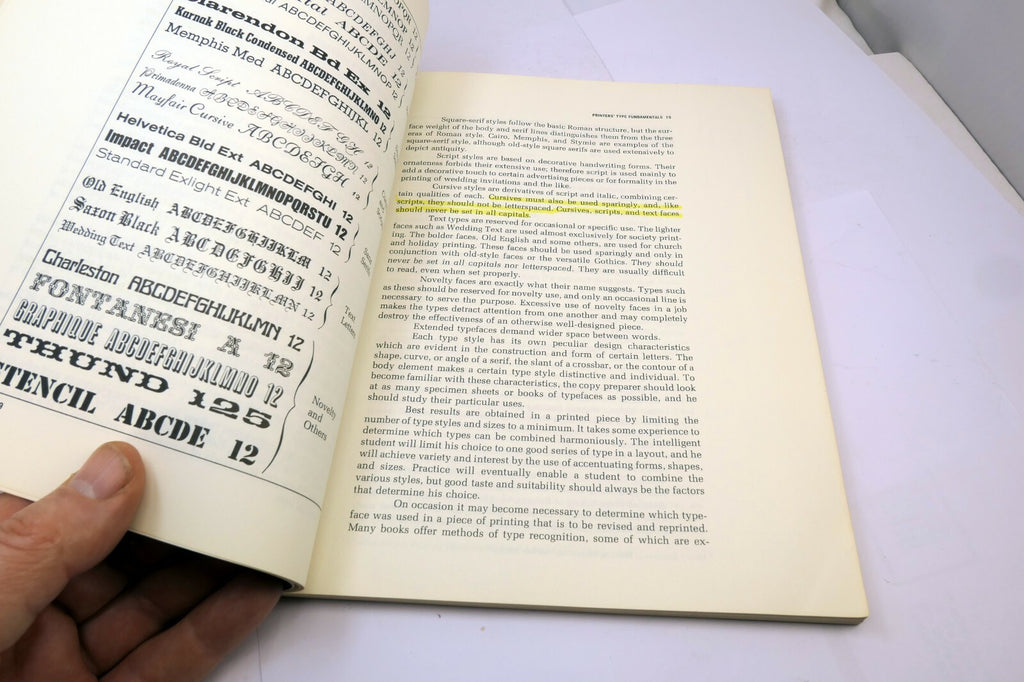 ABCDEFGHJ
ABCDE 12
ABCDEFGHIJKLMNOP 12
Clarendon Bd Ex 12
Karnak Black Condensed ABCDEFGHIJKLMNO 12
Memphis Med ABCDEFGHIJKL 12
Royal Script ABCDEFGH 12
Primadonna ABCDEFGHIJK 12
Mayfair Cursive ABCDEFGH 12
Helvetica Bld Ext ABCDEFGHI 12
Impact ABCDEFGHIJKLMNOPQRSTU 12
Standard Exlight Ext ABCDEF 12
Old English ABCDEFGHIJKLM 12
Saxon Black ABCDEFGHIJ 12
Wedding Text ABCDEFGHIJKLMN 12
Text
Letters
Charleston ABCDEFGHIJKLMN 12
FONTANESI A 12
GRAPHIQUE ABCDEFGHIJKLMNO 12
THUND 125
STENCIL ABCDE 12
Novelty
and
Others
PRINTERS' TYPE FUNDAMENTALS 19
Square-serif styles follow the basic Roman structure, but the sur-
face weight of the body and serif lines distinguishes them from the three
eras of Roman style. Cairo, Memphis, and Stymie are examples of the
square-serif style, although old-style square serifs are used extensively to
depict antiquity.
Script styles are based on decorative handwriting forms. Their
ornateness forbids their extensive use; therefore script is used mainly to
add a decorative touch to certain advertising pieces or for formality in the
printing of wedding invitations and the like.
Cursive styles are derivatives of script and italic, combining cer-
tain qualities of each. Cursives must also be used sparingly, and, like
scripts, they should not be letterspaced. Cursives, scripts, and text faces
should never be set in all capitals.
Text types are reserved for occasional or specific use. The lighter
faces such as Wedding Text are used almost exclusively for society print-
ing. The bolder faces, Old English and some others, are used for church
and holiday printing. These faces should be used sparingly and only in
conjunction with old-style faces or the versatile Gothics. They should
never be set in all capitals nor letterspaced. They are usually difficult
to read, even when set properly.
Novelty faces are exactly what their name suggests. Types such
as these should be reserved for novelty use, and only an occasional line is
necessary to serve the purpose. Excessive use of novelty faces in a job
makes the types detract attention from one another and may completely
destroy the effectiveness of an otherwise well-designed piece.
Extended typefaces demand wider space between words.
Each type style has its own peculiar design characteristics
which are evident in the construction and form of certain letters. The
shape, curve, or angle of a serif, the slant of a crossbar, or the contour of a
body element makes a certain type style distinctive and individual. To
become familiar with these characteristics, the copy preparer should look
at as many specimen sheets or books of typefaces as possible, and he
should study their particular uses.
Best results are obtained in a printed piece by limiting the
number of type styles and sizes to a minimum. It takes some experience to
determine which types can be combined harmoniously. The intelligent
student will limit his choice to one good series of type in a layout, and he
will achieve variety and interest by the use of accentuating forms, shapes,
and sizes. Practice will eventually enable a student to combine the
various styles, but good taste and suitability should always be the factors
that determine his choice.
On occasion it may become necessary to determine which type-
face was used in a piece of printing that is to be revised and reprinted.
Many books offer methods of type recognition, some of which are ex-